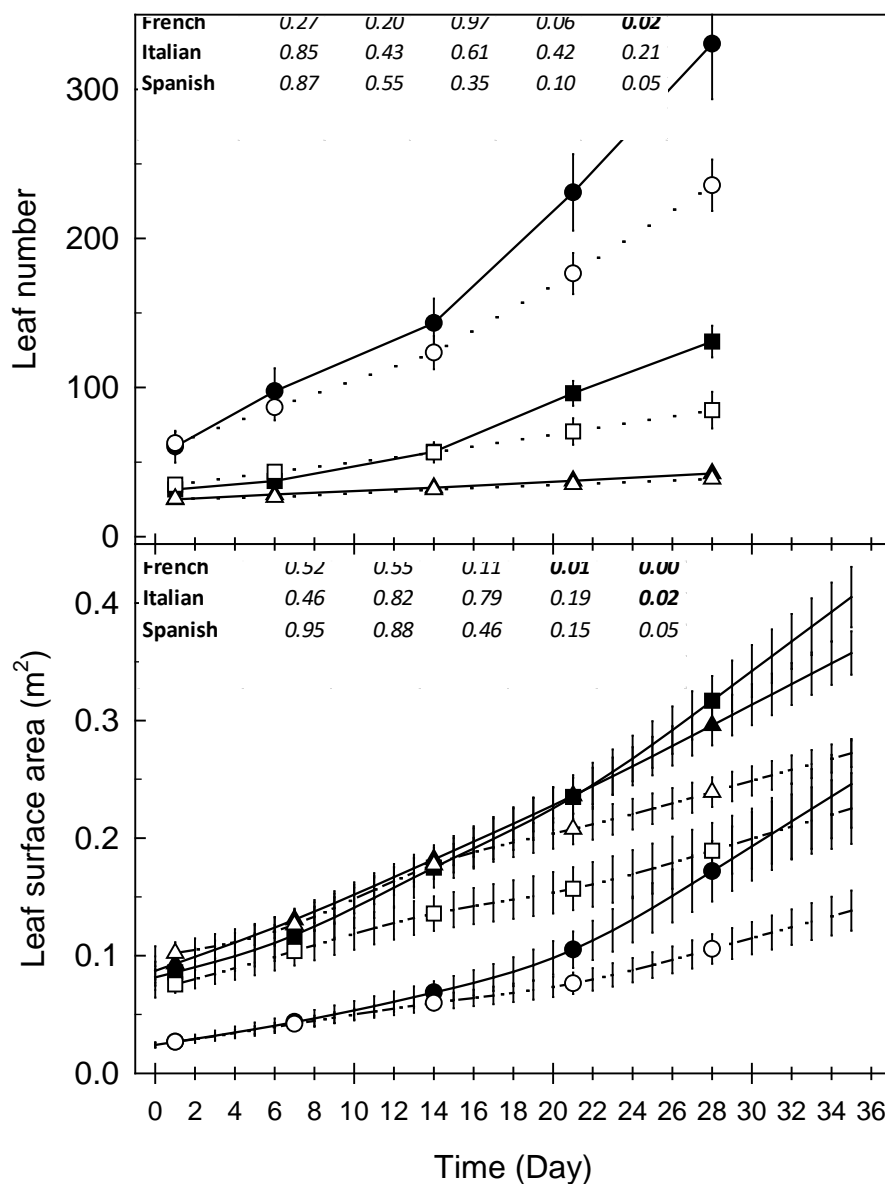 French 0.27 0.20 0.97 0.06 0.02
Italian 0.85 0.43 0.61 0.42 0.21
Spanish 0.87 0.55 0.35 0.10 0.05
300
200
100
0
Leaf number
French 0.52 0.55 0.11 0.01 0.00
Italian 0.46 0.82 0.79 0.19 0.02
Spanish 0.95 0.88 0.46 0.15 0.05
0.4
0.3
0.2
0.1
0.0
Leaf surface area (m²)
0 2 4 6 8 10 12 14 16 18 20 22 24 26 28 30 32 34 36
Time (Day)